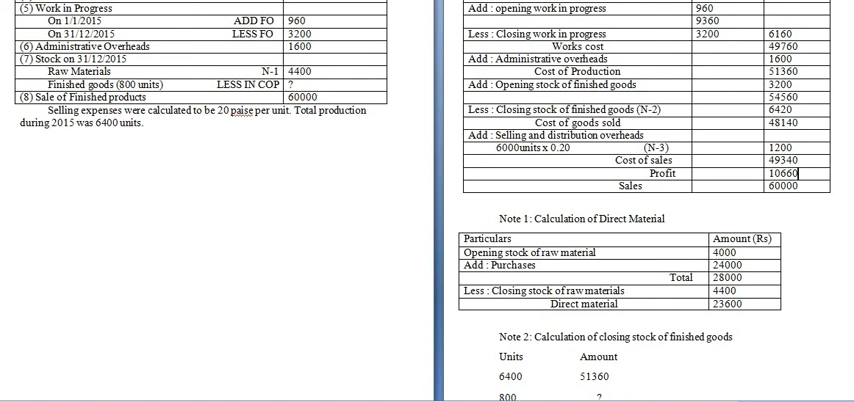 (5) Work in Progress
On 1/1/2015 ADD FO 960
On 31/12/2015 LESS FO 3200
(6) Administrative Overheads 1600
(7) Stock on 31/12/2015
Raw Materials N-1 4400
Finished goods (800 units) LESS IN COP ?
(8) Sale of Finished products 60000
Selling expenses were calculated to be 20 paise per unit. Total production
during 2015 was 6400 units.
Add : opening work in progress 960
9360
Less : Closing work in progress 3200 6160
Works cost 49760
Add : Administrative overheads 1600
Cost of Production 51360
Add : Opening stock of finished goods 3200
54560
Less : Closing stock of finished goods (N-2) 6420
Cost of goods sold 48140
Add : Selling and distribution overheads
6000units x 0.20 (N-3) 1200
Cost of sales 49340
Profit 10660
Sales 60000
Note 1: Calculation of Direct Material
Particulars Amount (Rs)
Opening stock of raw material 4000
Add : Purchases 24000
Total 28000
Less : Closing stock of raw materials 4400
Direct material 23600
Note 2: Calculation of closing stock of finished goods
Units Amount
6400 51360
800 ?